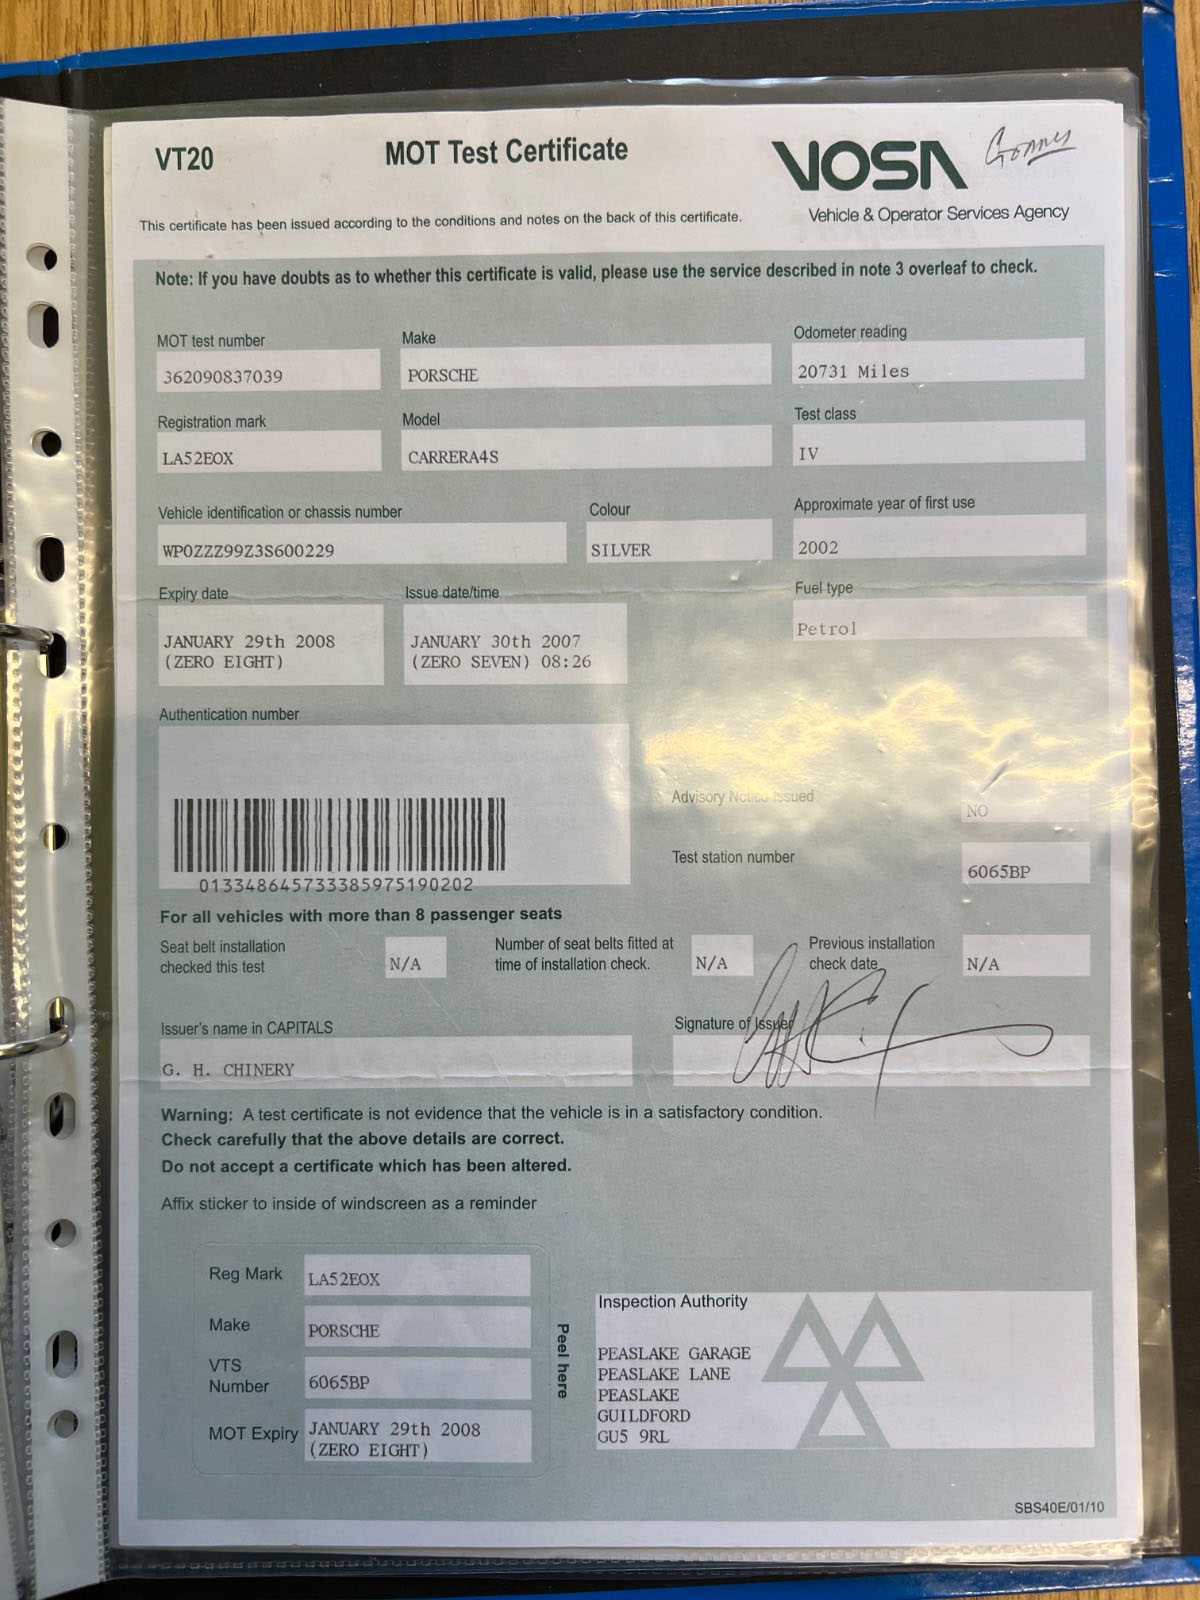 VT20
MOT Test Certificate
VOSA
Vehicle & Operator Services Agency
This certificate has been issued according to the conditions and notes on the back of this certificate.
Note: If you have doubts as to whether this certificate is valid, please use the service described in note 3 overleaf to check.
MOT test number
362090837039
Make
PORSCHE
Odometer reading
20731 Miles
Registration mark
LA52EOX
Model
CARRERA4S
Test class
IV
Vehicle identification or chassis number
WP0ZZZ99Z3S600229
Colour
SILVER
Approximate year of first use
2002
Expiry date
JANUARY 29th 2008
(ZERO EIGHT)
Issue date/time
JANUARY 30th 2007
(ZERO SEVEN) 08:26
Fuel type
Petrol
Authentication number
013348645733385975190202
Advisory Notice Issued
NO
Test station number
6065BP
For all vehicles with more than 8 passenger seats
Seat belt installation
checked this test
N/A
Number of seat belts fitted at
time of installation check.
N/A
Previous installation
check date
N/A
Issuer's name in CAPITALS
G. H. CHINERY
Signature of Issuer
Warning: A test certificate is not evidence that the vehicle is in a satisfactory condition.
Check carefully that the above details are correct.
Do not accept a certificate which has been altered.
Affix sticker to inside of windscreen as a reminder
Reg Mark
LA52EOX
Make
PORSCHE
VTS
Number
6065BP
MOT Expiry
JANUARY 29th 2008
(ZERO EIGHT)
Peel here
Inspection Authority
PEASLAKE GARAGE
PEASLAKE LANE
PEASLAKE
GUILDFORD
GU5 9RL
SBS40E/01/10